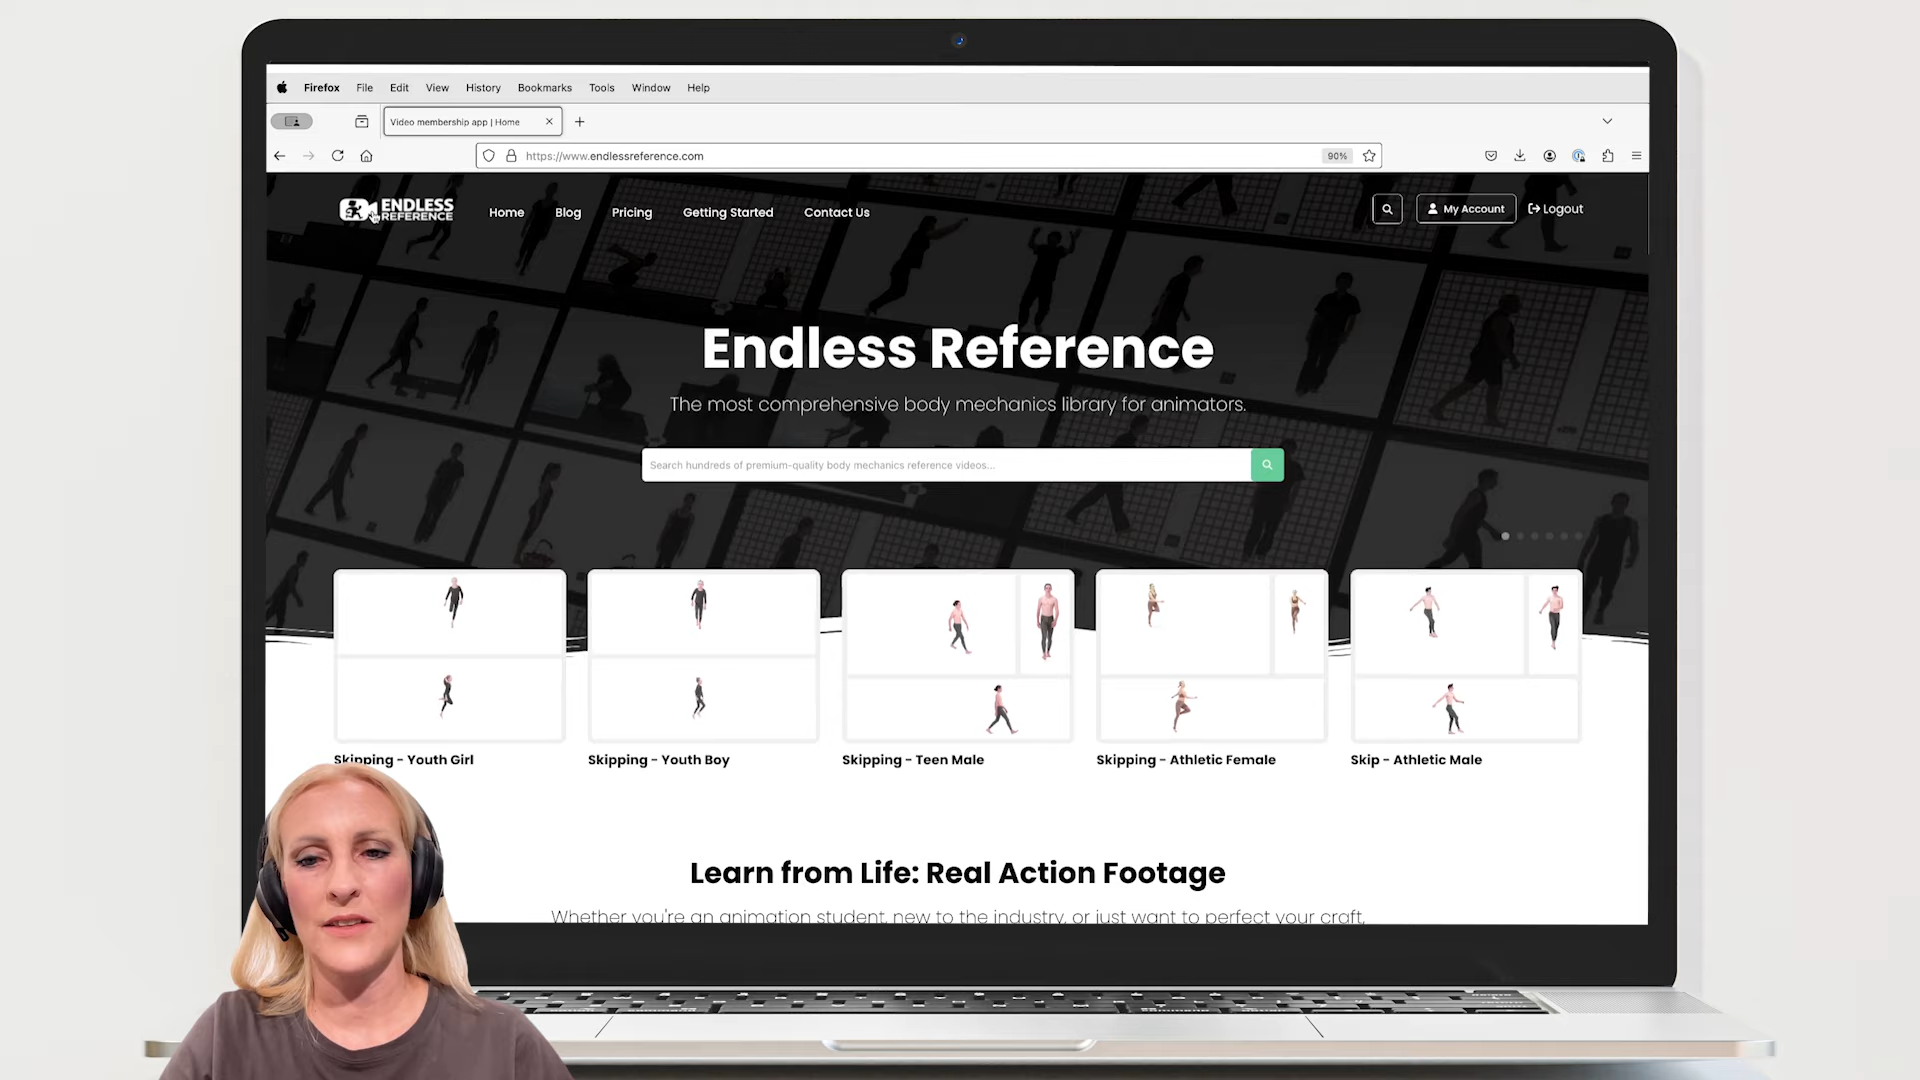 Firefox File Edit View History Bookmarks Tools Window Help
Video membership app | Home
https://www.endlessreference.com 90%
ENDLESS
REFERENCE
Home Blog Pricing Getting Started Contact Us My Account Logout
Endless Reference
The most comprehensive body mechanics library for animators.
Search hundreds of premium-quality body mechanics reference videos...
Skipping - Youth Girl Skipping - Youth Boy Skipping - Teen Male Skipping - Athletic Female Skip - Athletic Male
Learn from Life: Real Action Footage
Whether you're an animation student, new to the industry, or just want to perfect your craft,